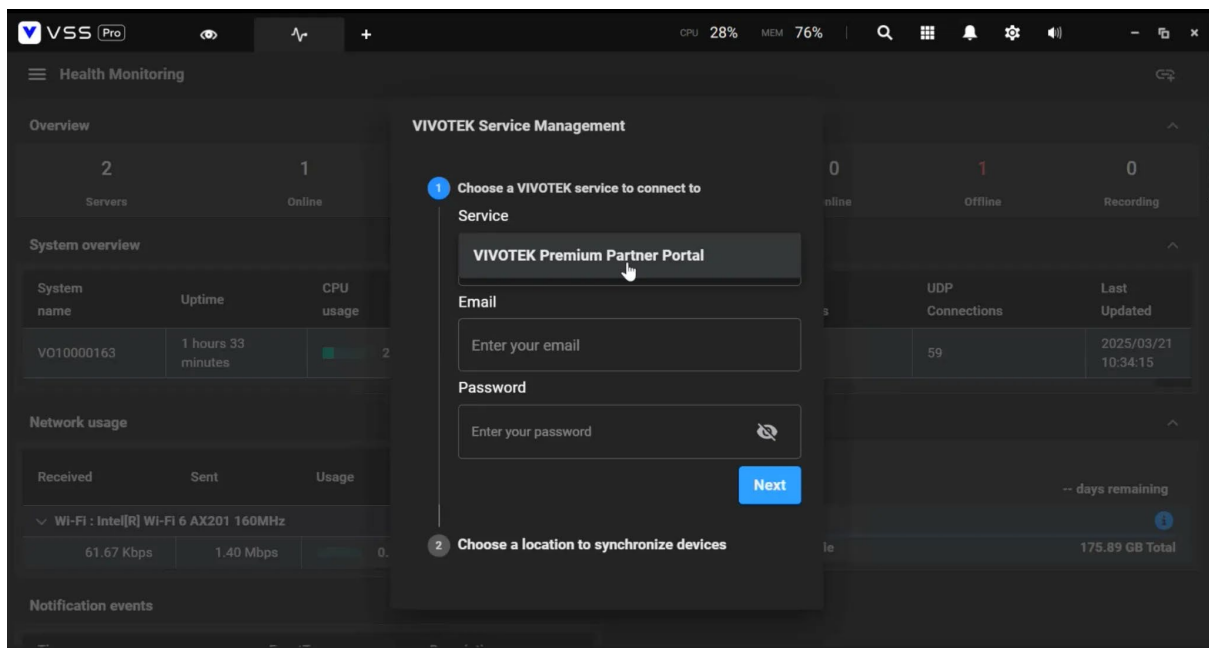 VSS Pro
CPU 28% MEM 76%
Health Monitoring
Overview
2
Servers
1
Online
0
1
Offline
0
Recording
System overview
System name
Uptime
CPU usage
UDP Connections
Last Updated
VO10000163
1 hours 33 minutes
2
59
2025/03/21 10:34:15
Network usage
Received
Sent
Usage
Wi-Fi : Intel[R] Wi-Fi 6 AX201 160MHz
61.67 Kbps
1.40 Mbps
0.
-- days remaining
175.89 GB Total
Notification events
VIVOTEK Service Management
1 Choose a VIVOTEK service to connect to
Service
VIVOTEK Premium Partner Portal
Email
Enter your email
Password
Enter your password
Next
2 Choose a location to synchronize devices